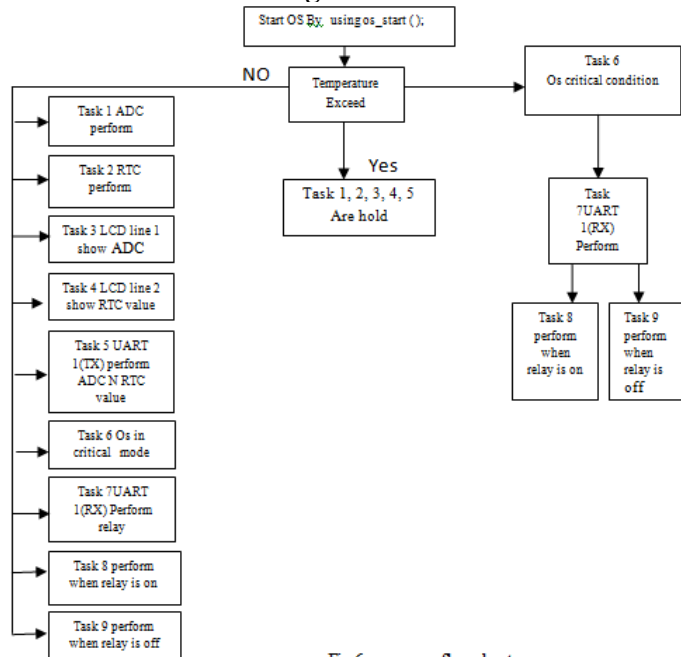 Start OS By using os_start ( );
NO
Temperature
Exceed
Task 6
Os critical condition
Yes
Task 1, 2, 3, 4, 5
Are hold
Task 1 ADC
perform
Task 2 RTC
perform
Task 3 LCD line 1
show ADC
Task 4 LCD line 2
show RTC value
Task 5 UART
1(TX) perform
ADC N RTC
value
Task 6 Os in
critical mode
Task 7UART
1(RX) Perform
relay
Task 8 perform
when relay is on
Task 9 perform
when relay is off
Task
7UART
1(RX)
Perform
Task 8
perform
when
relay is on
Task 9
perform
when
relay is
off